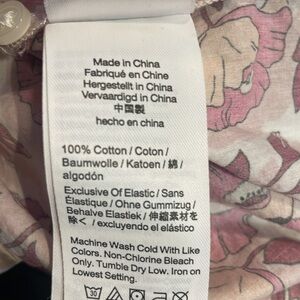 Made in China
Fabriqué en Chine
Hergestellt in China
Vervaardigd in China
中国製
hecho en chino
100% Cotton / Coton /
Baumwolle / Katoen / 綿 /
algodón
Exclusive Of Elastic / Sans
Élastique / Ohne Gummizug /
Behalve Elastiek / 伸縮素材を
除く / excluyendo el elástico
Machine Wash Cold With Like
Colors. Non-Chlorine Bleach
Only. Tumble Dry Low. Iron on
Lowest Setting.
30